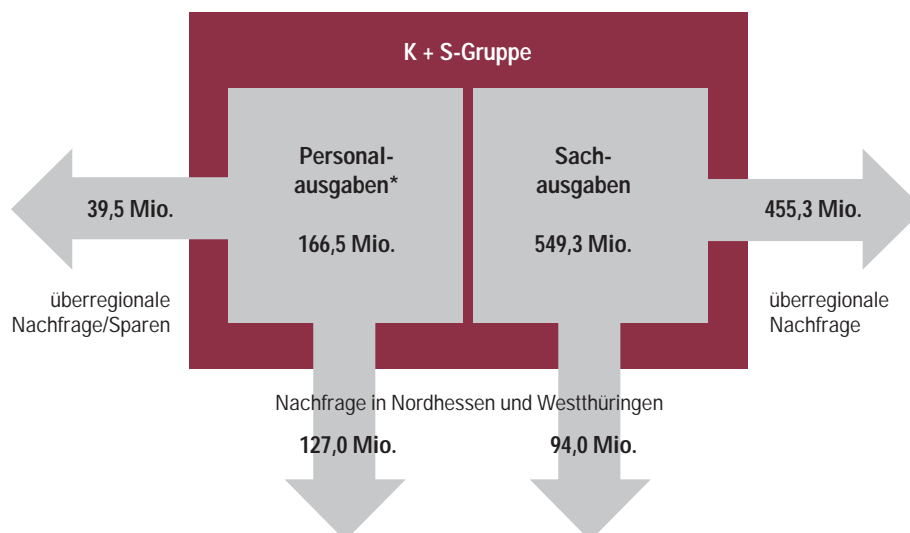 K + S-Gruppe
Personal-
ausgaben*
166,5 Mio.
Sach-
ausgaben
549,3 Mio.
39,5 Mio.
überregionale
Nachfrage/Sparen
455,3 Mio.
überregionale
Nachfrage
Nachfrage in Nordhessen und Westthüringen
127,0 Mio.
94,0 Mio.